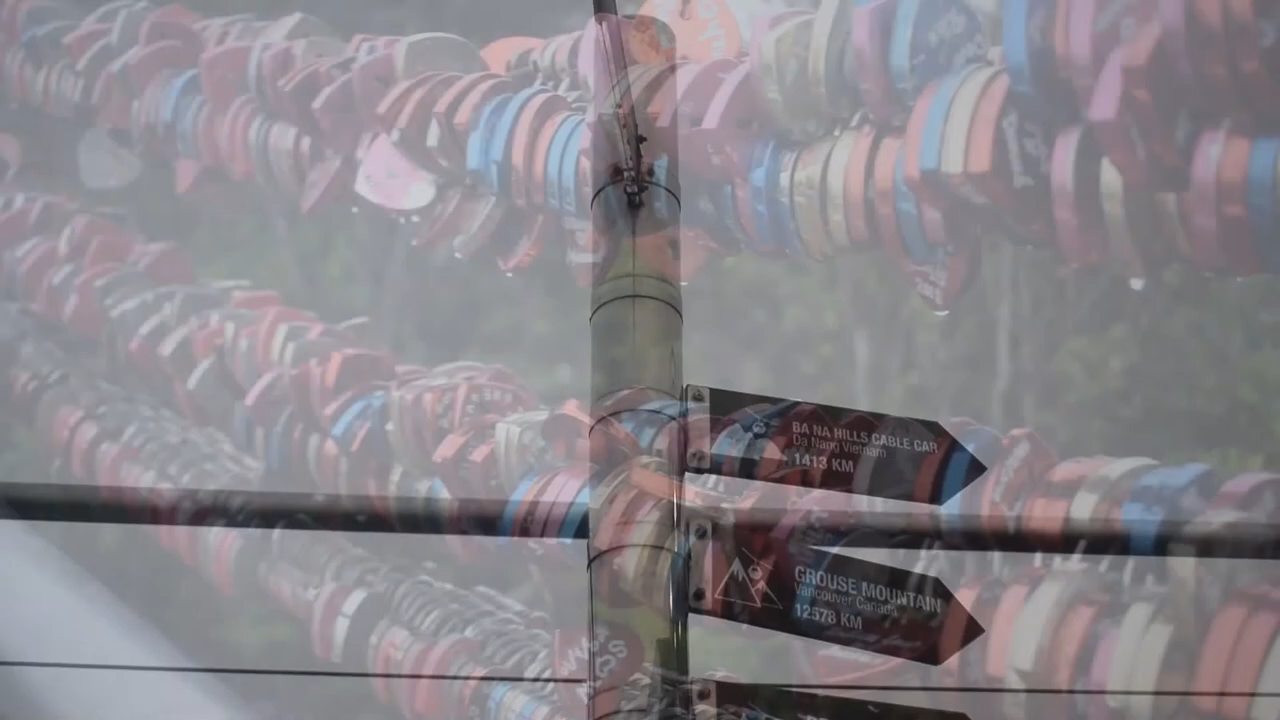 BA NA HILLS CABLE CAR
Da Nang Vietnam
1413 KM
GROUSE MOUNTAIN
Vancouver Canada
12578 KM